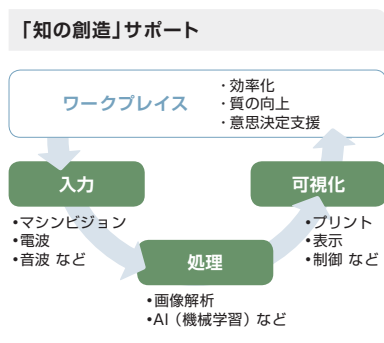 「知の創造」サポート
ワークプレイス
・効率化
・質の向上
・意思決定支援
入力
•マシンビジョン
•電波
•音波 など
可視化
•プリント
•表示
•制御 など
処理
•画像解析
•AI（機械学習）など